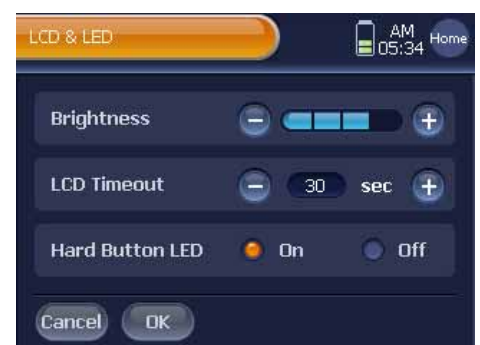 LCD & LED
AM
05:34
Home
Brightness
LCD Timeout 30 sec
Hard Button LED On Off
Cancel OK